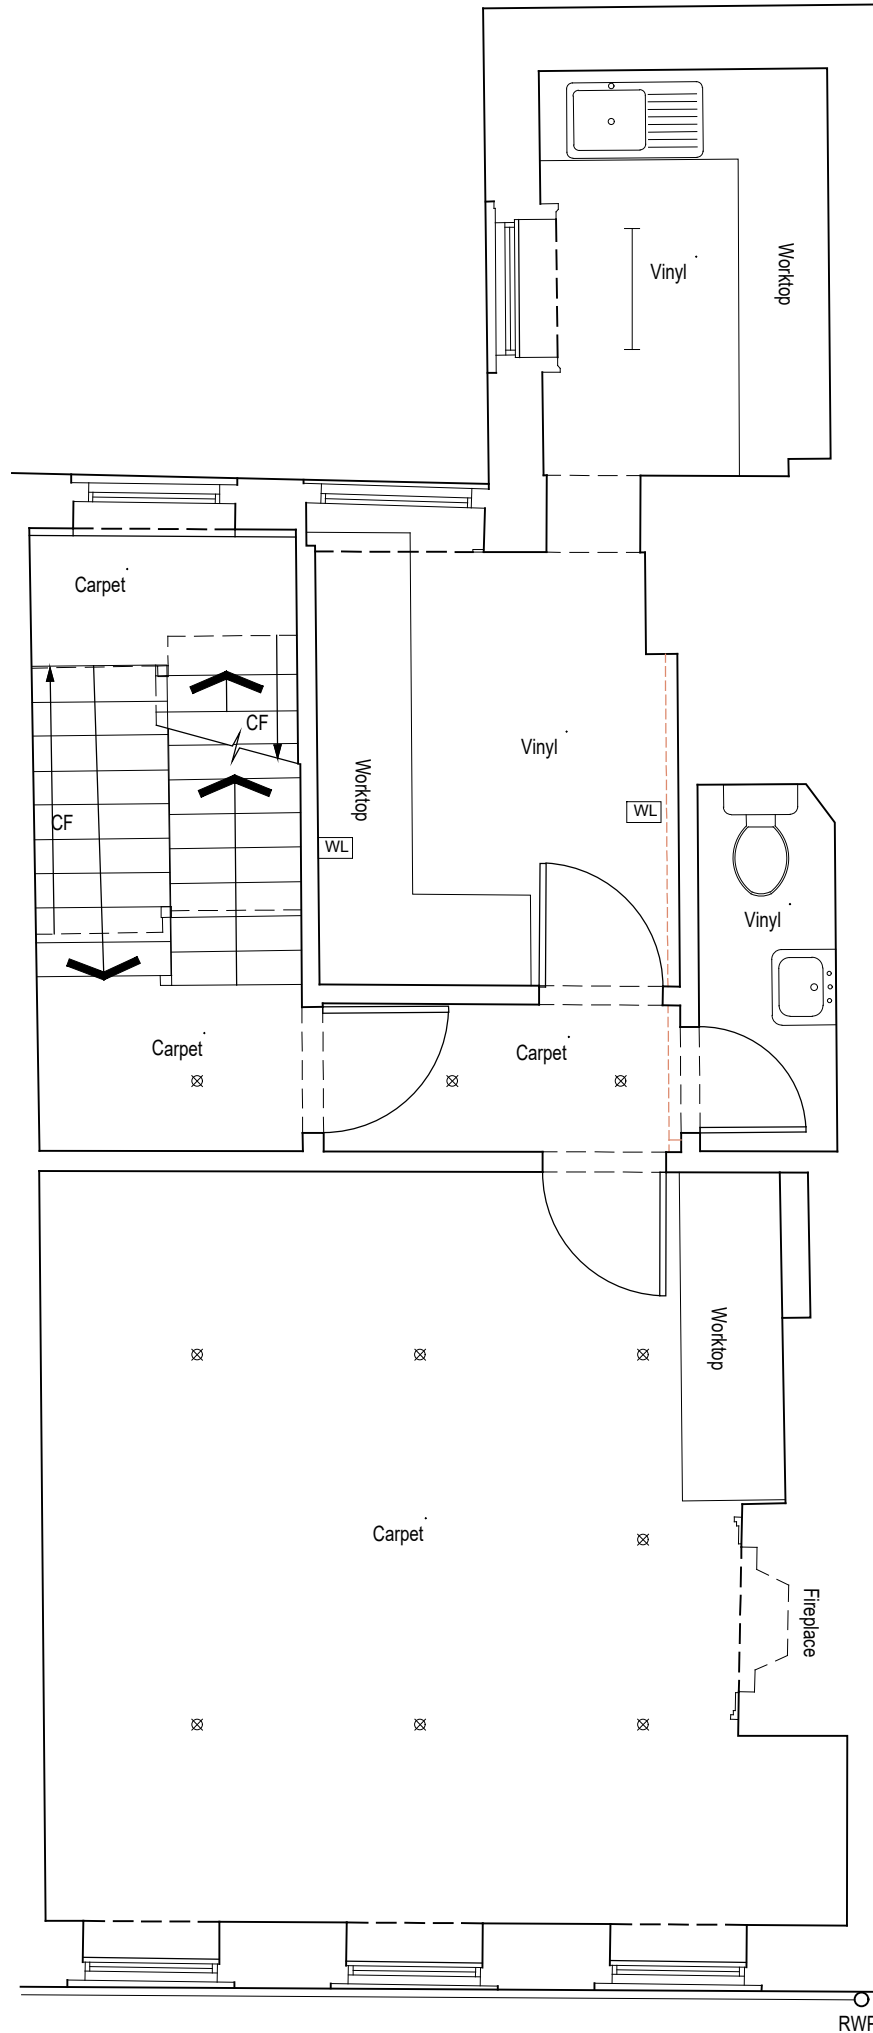 Vinyl
Worktop
Carpet
CF
CF
Vinyl
Worktop
WL
WL
Vinyl
Carpet
Carpet
Worktop
Carpet
Fireplace
RWP